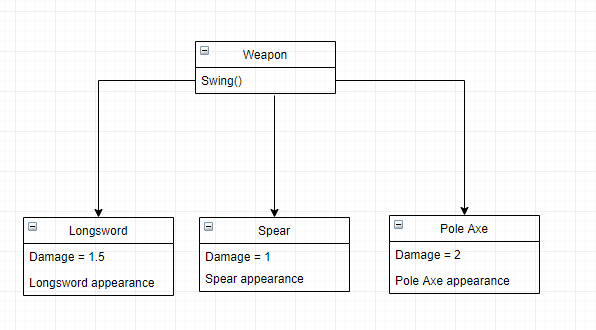 Weapon
Swing()
Longsword
Damage = 1.5
Longsword appearance
Spear
Damage = 1
Spear appearance
Pole Axe
Damage = 2
Pole Axe appearance